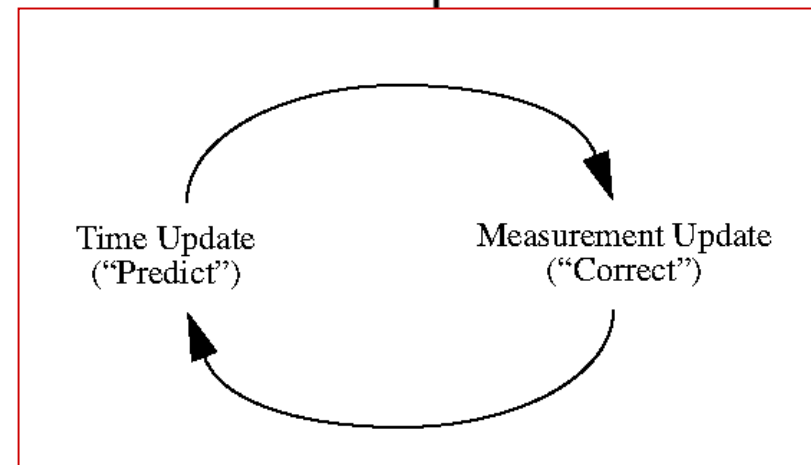 Time Update
(“Predict”)
Measurement Update
(“Correct”)